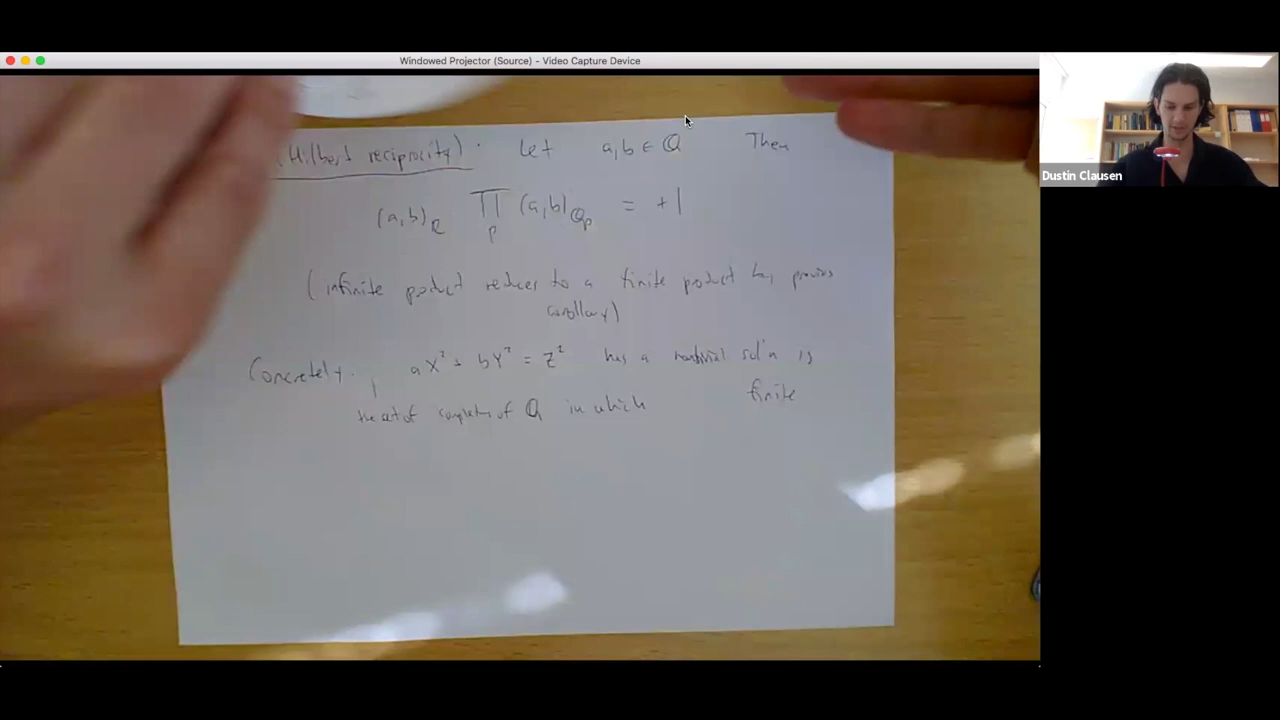 Windowed Projector (Source) - Video Capture Device
Dustin Clausen
(Hilbert reciprocity). Let a, b ∈ ℚ Then
(a,b)_ℝ ∏_p (a,b)_{ℚ_p} = +1
(infinite product reduces to a finite product by previous
corollary)
Concretely, aX² + bY² = Z² has a nontrivial sol'n is
the set of completions of ℚ in which finite